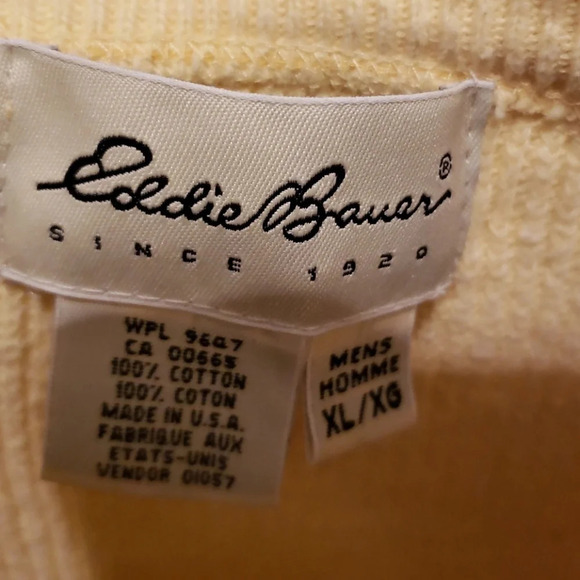 Eddie Bauer®
SINCE 1920
WPL 9647
CA 00665
100% COTTON
100% COTON
MADE IN U.S.A.
FABRIQUE AUX
ETATS-UNIS
VENDOR 01057
MENS
HOMME
XL/XG